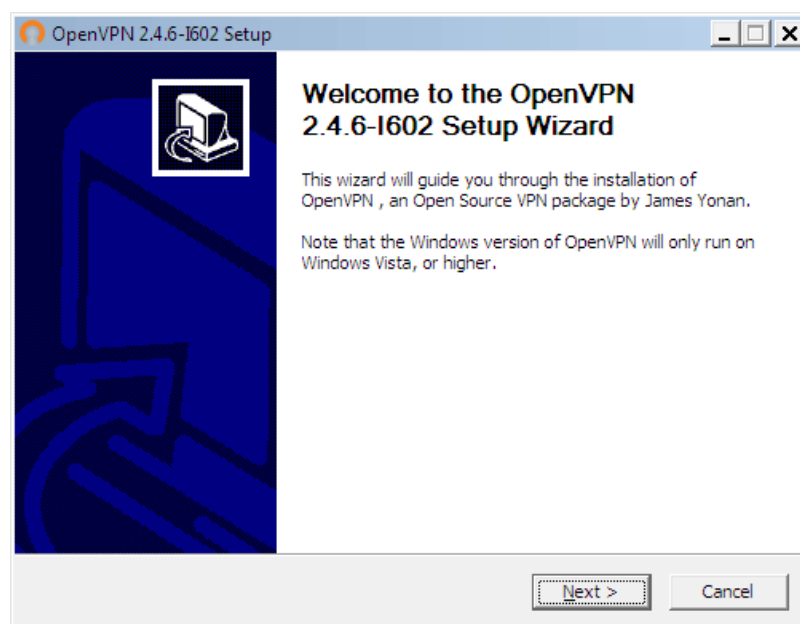 OpenVPN 2.4.6-I602 Setup
Welcome to the OpenVPN
2.4.6-I602 Setup Wizard
This wizard will guide you through the installation of
OpenVPN , an Open Source VPN package by James Yonan.
Note that the Windows version of OpenVPN will only run on
Windows Vista, or higher.
Next >
Cancel